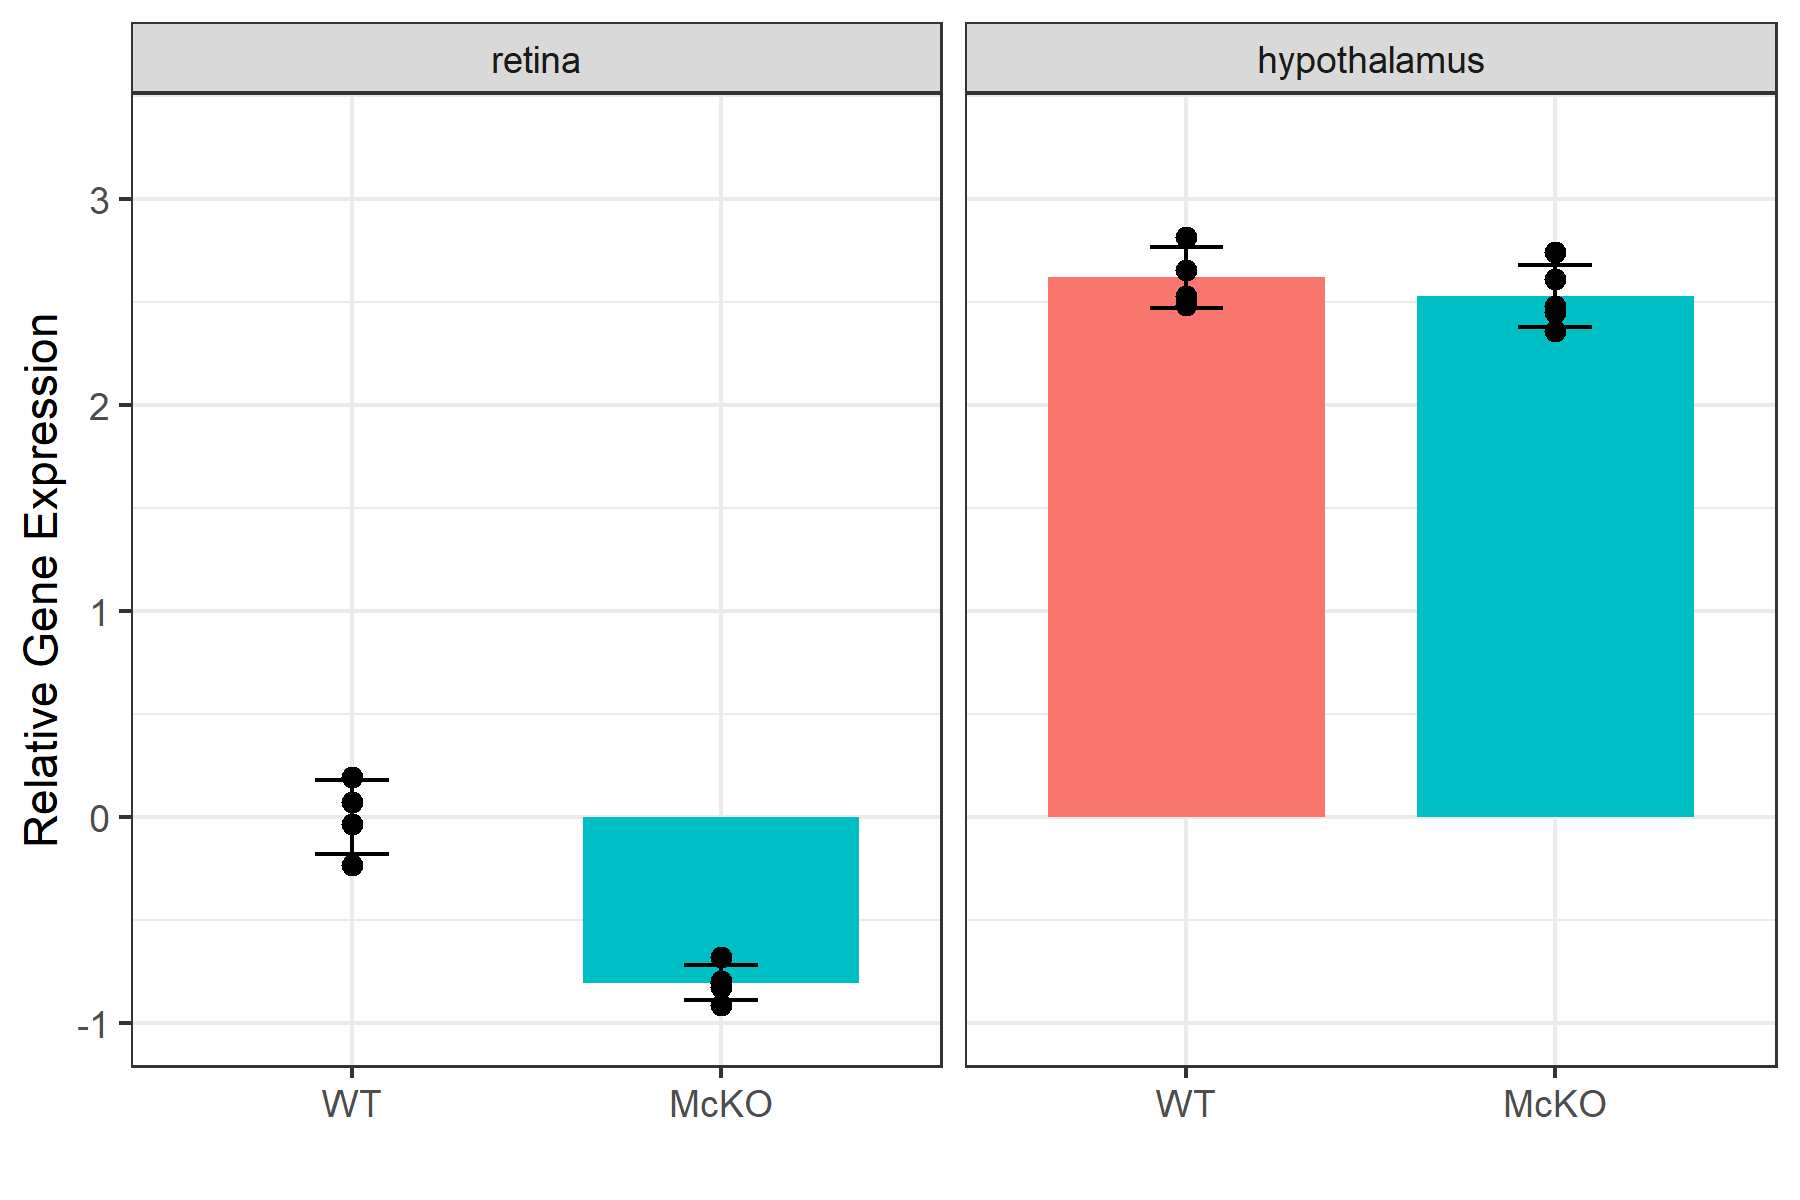 retina
hypothalamus
Relative Gene Expression
3
2
1
0
-1
WT
McKO
WT
McKO